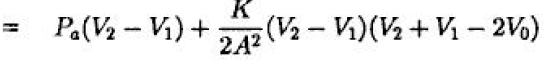 = P_a(V_2 − V_1) + \frac{K}{2A^2}(V_2 − V_1)(V_2 + V_1 − 2V_0)